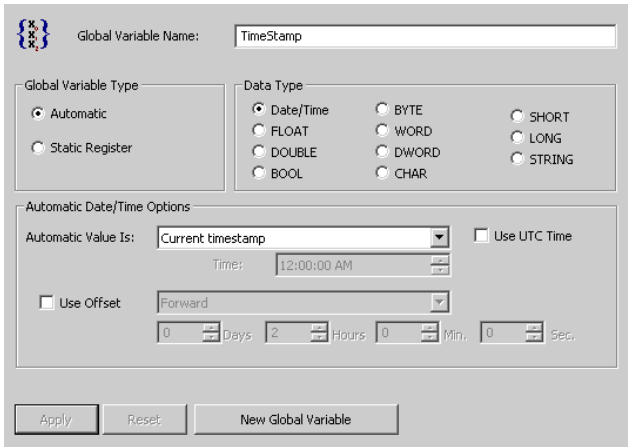 Global Variable Name: TimeStamp
Global Variable Type
Automatic
Static Register
Data Type
Date/Time BYTE SHORT
FLOAT WORD LONG
DOUBLE DWORD STRING
BOOL CHAR
Automatic Date/Time Options
Automatic Value Is: Current timestamp Use UTC Time
Time: 12:00:00 AM
Use Offset Forward
0 Days 2 Hours 0 Min. 0 Sec.
Apply Reset New Global Variable